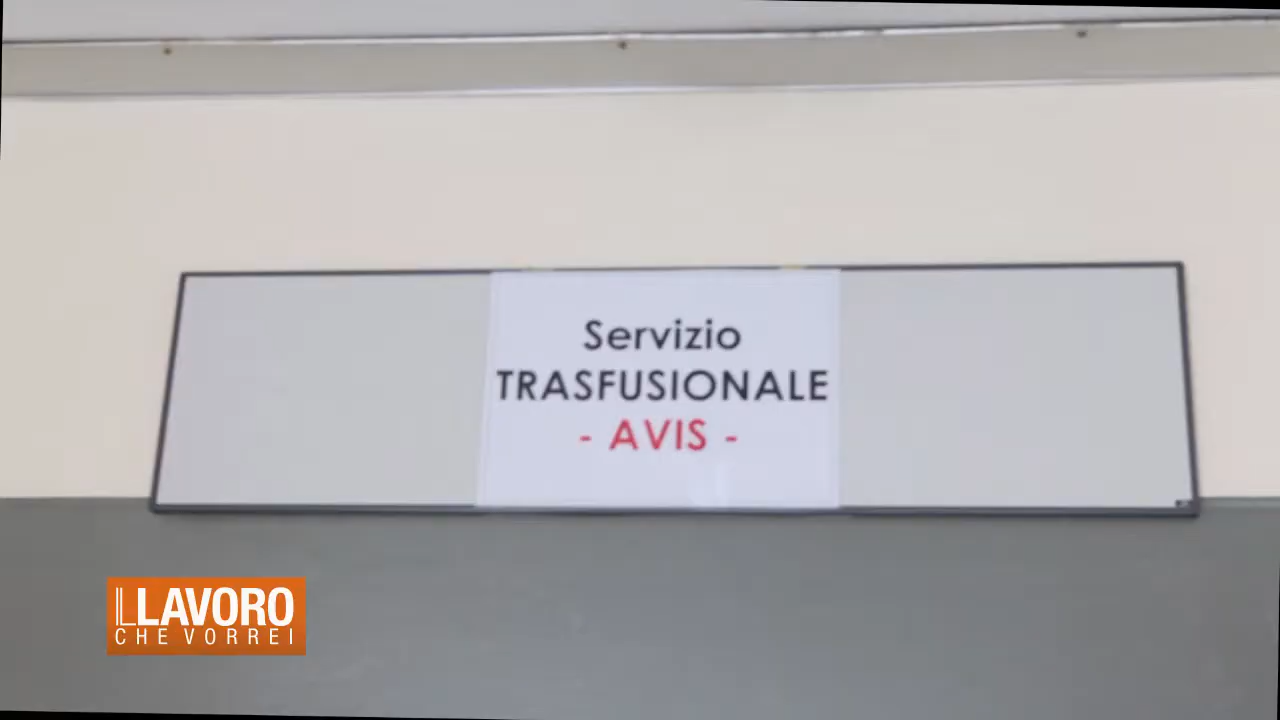 Servizio
TRASFUSIONALE
- AVIS -
IL LAVORO
CHE VORREI